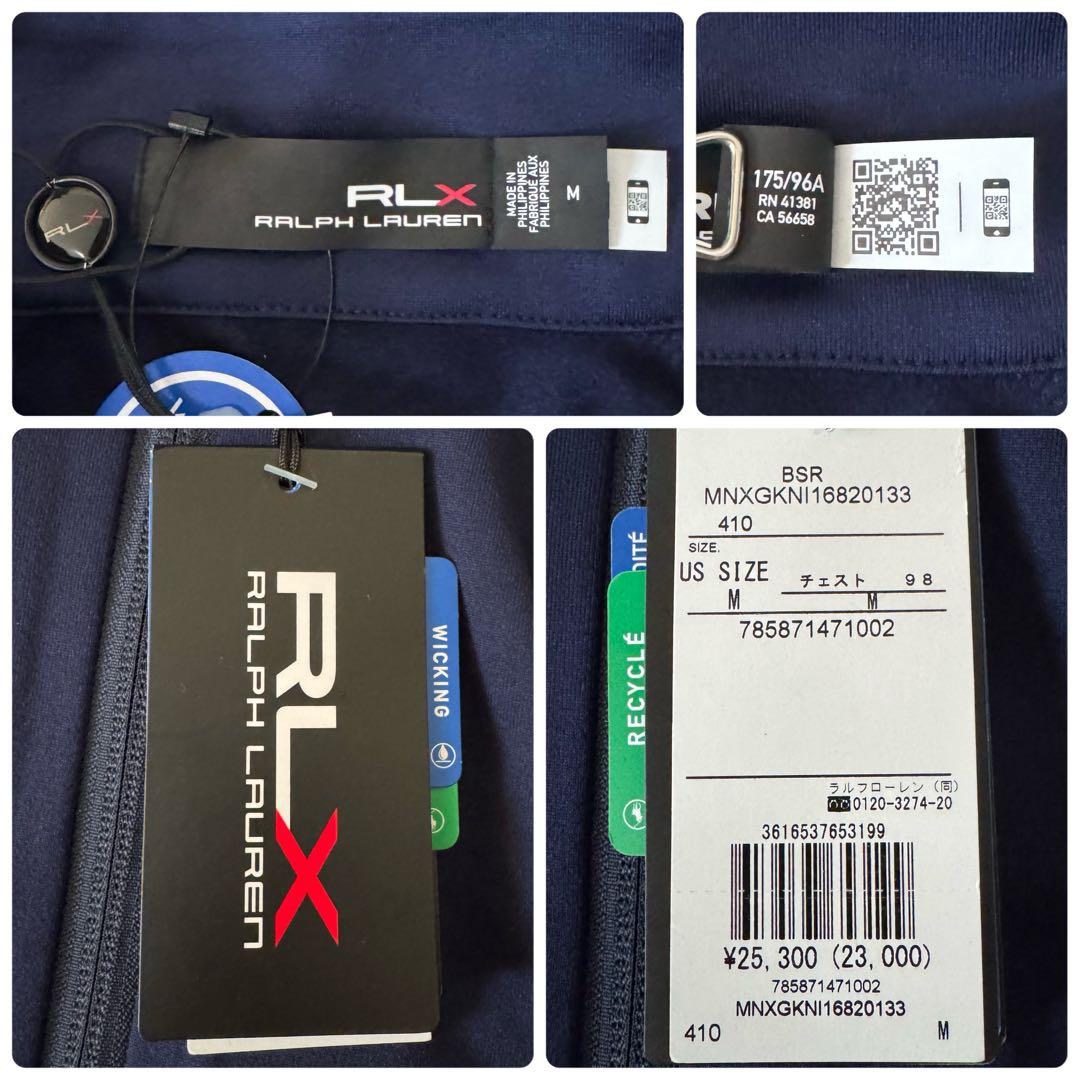 RLX
RLX
RALPH LAUREN
MADE IN
PHILIPPINES
FABRIQUÉ AUX
PHILIPPINES
M
175/96A
RN 41381
CA 56658
RLX
RALPH LAUREN
WICKING
RECYCLÉ
BSR
MNXGKNI16820133
410
SIZE.
US SIZE
チェスト 98
M M
785871471002
ラルフローレン (同)
0120-3274-20
3616537653199
¥25,300 (23,000)
785871471002
MNXGKNI16820133
410 M